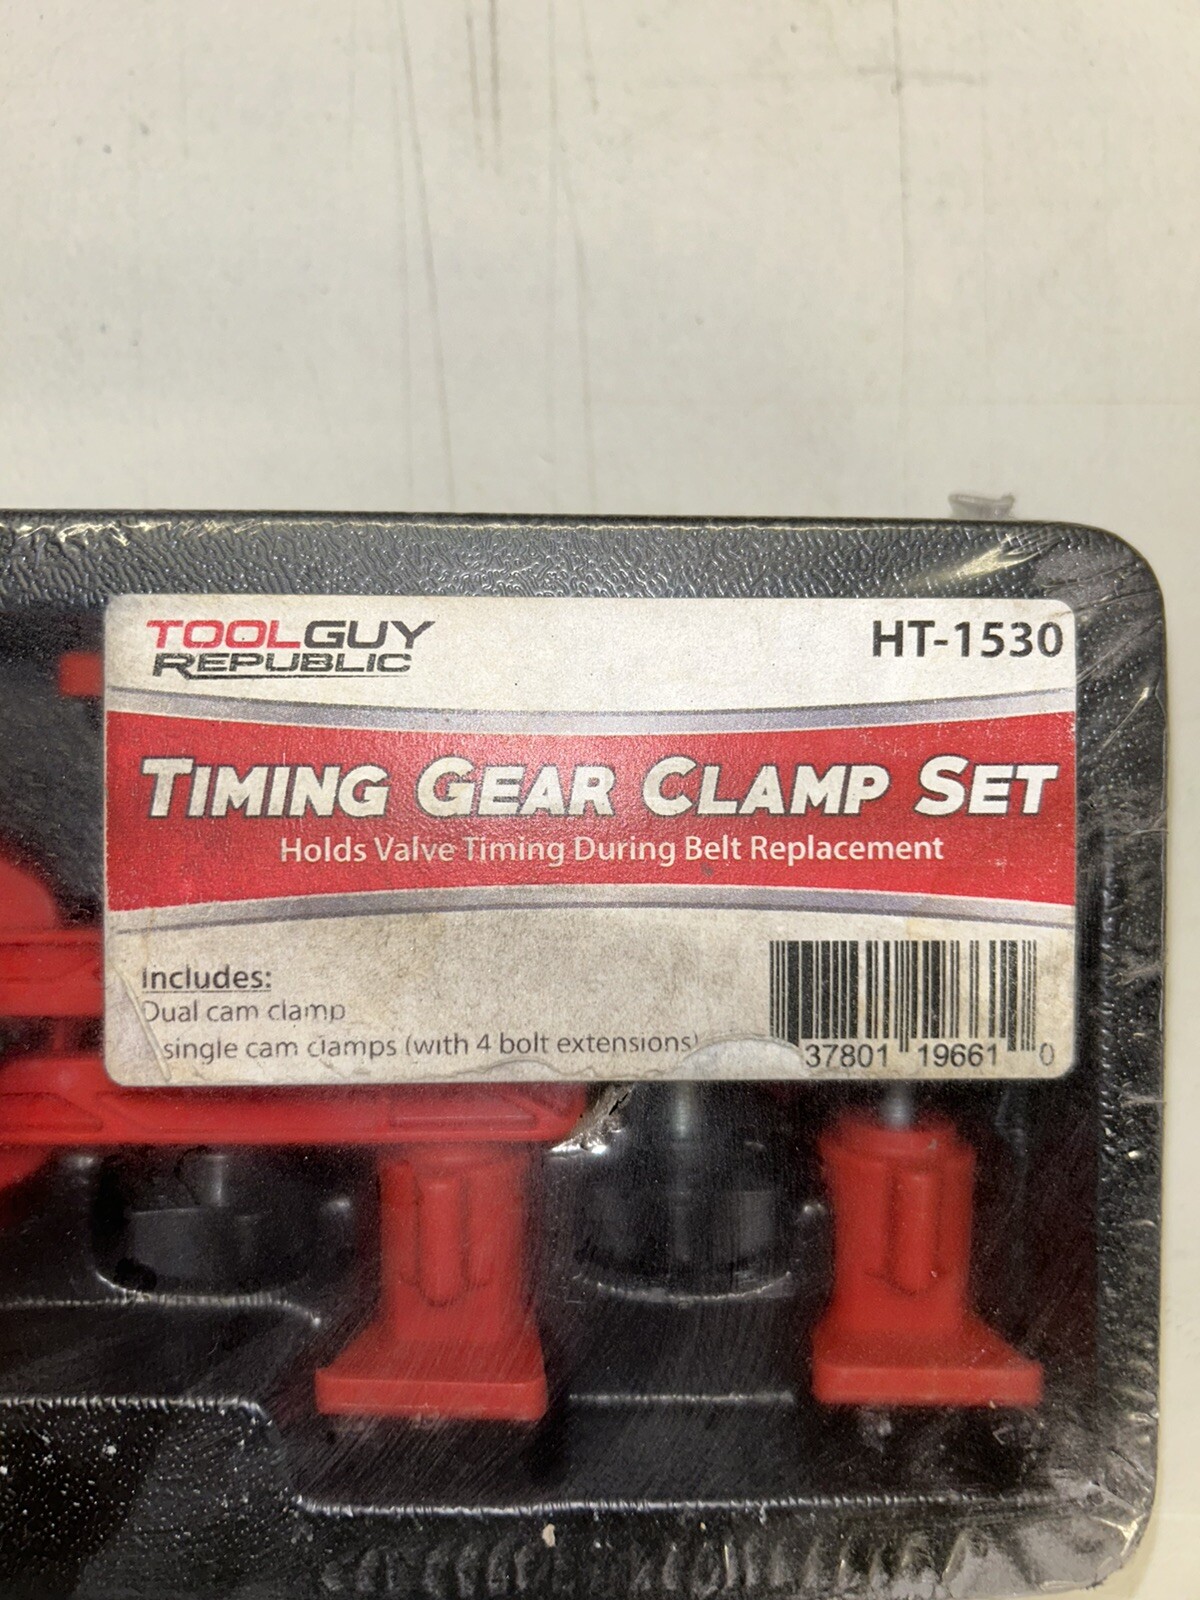 TOOLGUY
REPUBLIC
HT-1530
TIMING GEAR CLAMP SET
Holds Valve Timing During Belt Replacement
Includes:
Dual cam clamp
single cam clamps (with 4 bolt extensions)
37801 19661 0